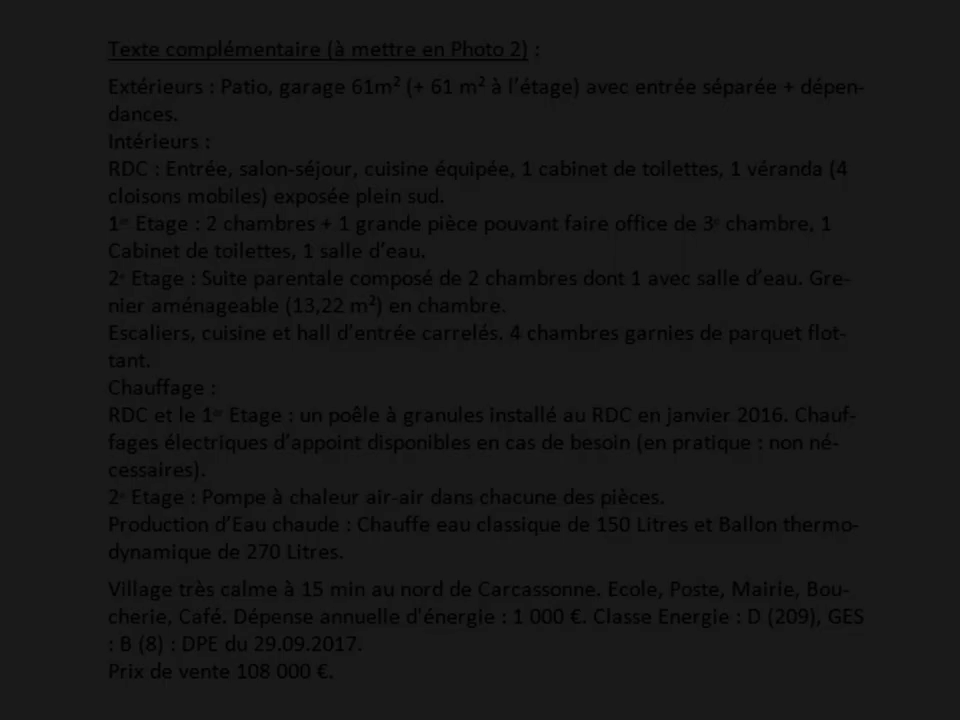 Texte complémentaire (à mettre en Photo 2) :
Extérieurs : Patio, garage 61m² (+ 61 m² à l'étage) avec entrée séparée + dépen-
dances.
Intérieurs :
RDC : Entrée, salon-séjour, cuisine équipée, 1 cabinet de toilettes, 1 véranda (4
cloisons mobiles) exposée plein sud.
1er Etage : 2 chambres + 1 grande pièce pouvant faire office de 3e chambre, 1
Cabinet de toilettes, 1 salle d'eau.
2e Etage : Suite parentale composé de 2 chambres dont 1 avec salle d'eau. Gre-
nier aménageable (13,22 m²) en chambre.
Escaliers, cuisine et hall d'entrée carrelés. 4 chambres garnies de parquet flot-
tant.
Chauffage :
RDC et le 1er Etage : un poêle à granules installé au RDC en janvier 2016. Chauf-
fages électriques d'appoint disponibles en cas de besoin (en pratique : non né-
cessaires).
2e Etage : Pompe à chaleur air-air dans chacune des pièces.
Production d'Eau chaude : Chauffe eau classique de 150 Litres et Ballon thermo-
dynamique de 270 Litres.
Village très calme à 15 min au nord de Carcassonne. Ecole, Poste, Mairie, Bou-
cherie, Café. Dépense annuelle d'énergie : 1 000 €. Classe Energie : D (209), GES
: B (8) : DPE du 29.09.2017.
Prix de vente 108 000 €.